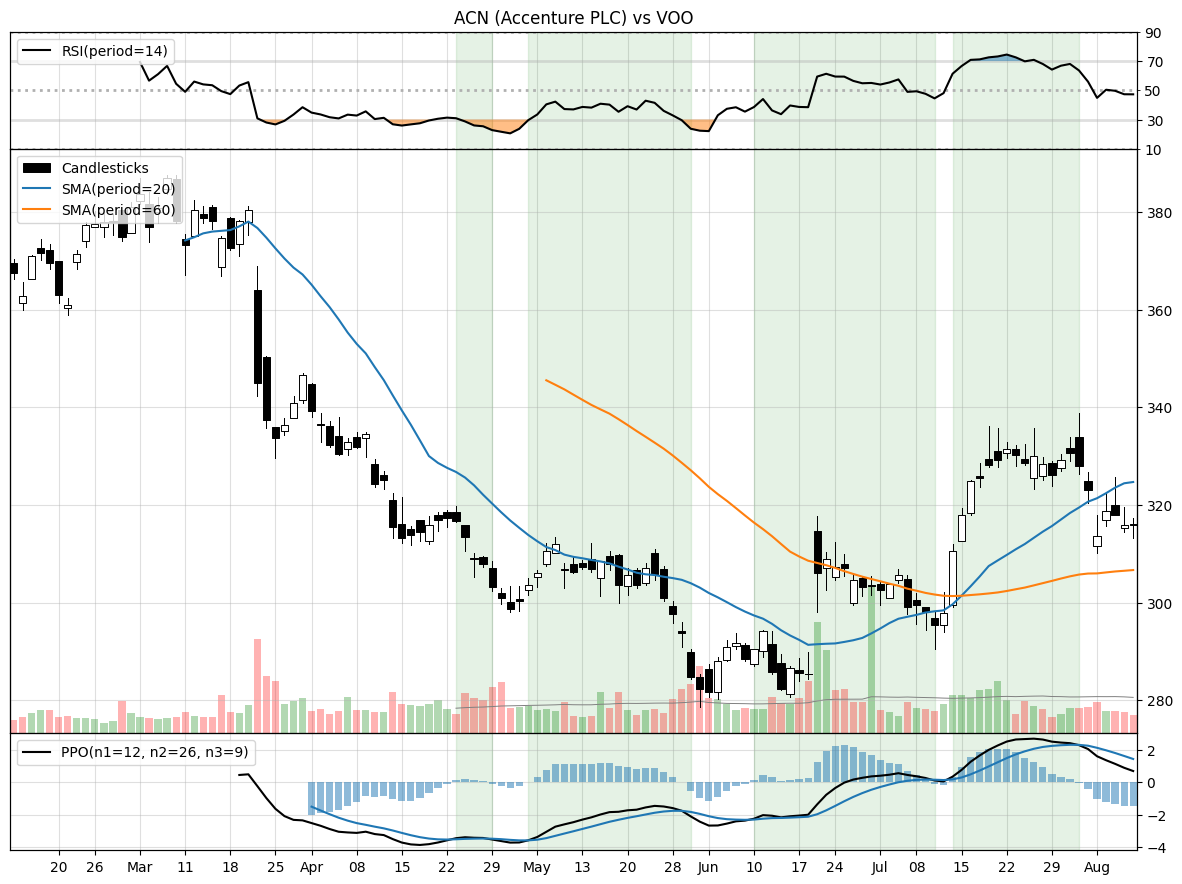 ACN (Accenture PLC) vs VOO
RSI(period=14)
90
70
50
30
10
Candlesticks
SMA(period=20)
SMA(period=60)
380
360
340
320
300
280
PPO(n1=12, n2=26, n3=9)
2
0
−2
−4
20 26 Mar 11 18 25 Apr 08 15 22 29 May 13 20 28 Jun 10 17 24 Jul 08 15 22 29 Aug